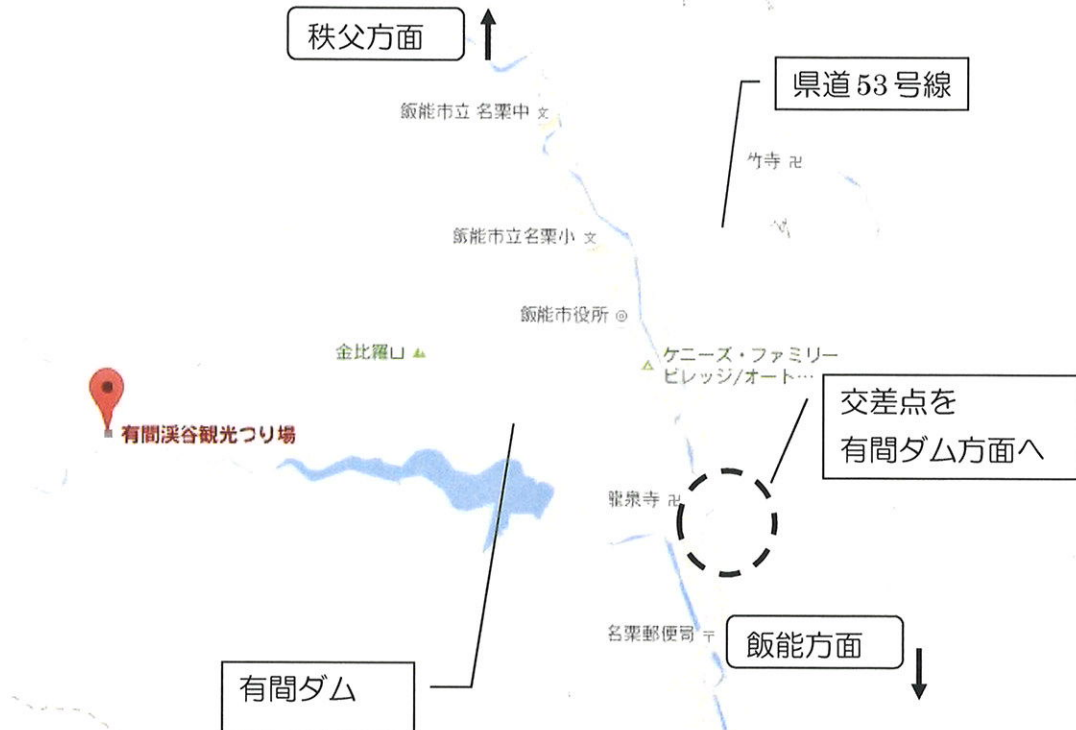 秩父方面
県道53号線
飯能市立 名栗中
竹寺
飯能市立名栗小
飯能市役所
金比羅山
ケニーズ・ファミリー
ビレッジ/オート…
交差点を
有間ダム方面へ
有間渓谷観光つり場
龍泉寺
名栗郵便局
飯能方面
有間ダム